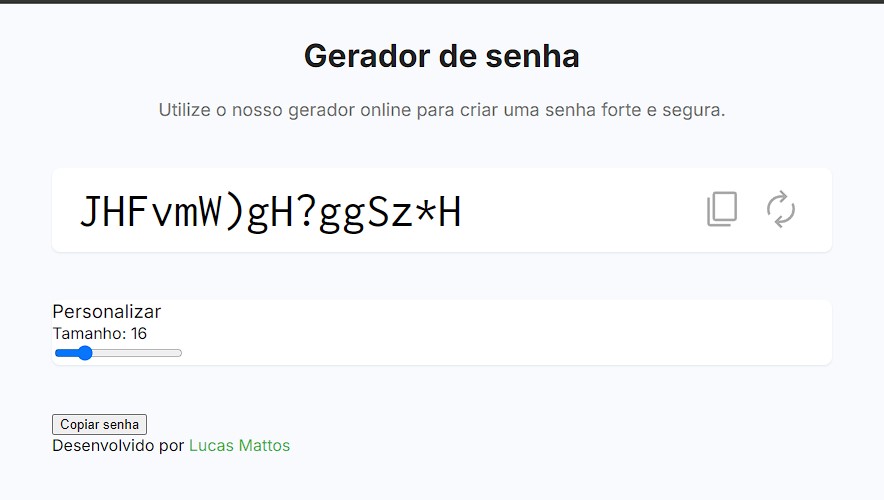 Gerador de senha
Utilize o nosso gerador online para criar uma senha forte e segura.
JHFvmW)gH?ggSz*H
Personalizar
Tamanho: 16
Copiar senha
Desenvolvido por Lucas Mattos